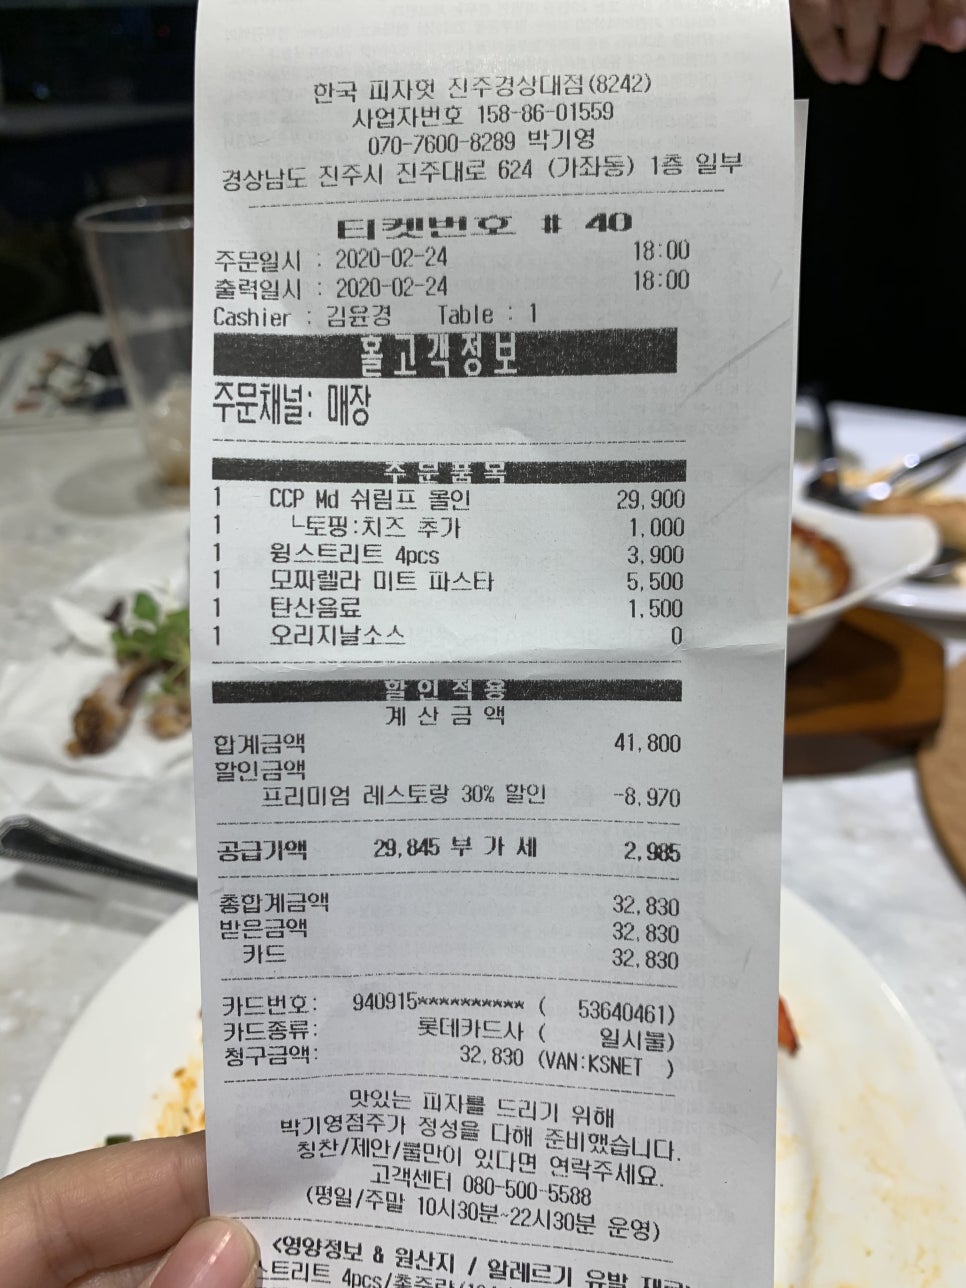 한국 피자헛 진주경상대점(8242)
사업자번호 158-86-01559
070-7600-8289 박기영
경상남도 진주시 진주대로 624 (가좌동) 1층 일부
티켓번호 # 40
주문일시 : 2020-02-24 18:00
출력일시 : 2020-02-24 18:00
Cashier : 김윤경 Table : 1
홀고객정보
주문채널: 매장
주문품목
1 CCP Md 쉬림프 올인 29,900
1 └토핑:치즈 추가 1,000
1 윙스트리트 4pcs 3,900
1 모짜렐라 미트 파스타 5,500
1 탄산음료 1,500
1 오리지날소스 0
할인적용
계산금액
합계금액 41,800
할인금액
프리미엄 레스토랑 30% 할인 -8,970
공급가액 29,845 부가세 2,985
총합계금액 32,830
받은금액 32,830
카드 32,830
카드번호: 940915********** ( 53640461)
카드종류: 롯데카드사 ( 일시불)
청구금액: 32,830 (VAN:KSNET )
맛있는 피자를 드리기 위해
박기영점주가 정성을 다해 준비했습니다.
칭찬/제안/불만이 있다면 연락주세요.
고객센터 080-500-5588
(평일/주말 10시30분~22시30분 운영)
<영양정보 & 원산지 / 알레르기 유발
스트리트 4pcs/총중량